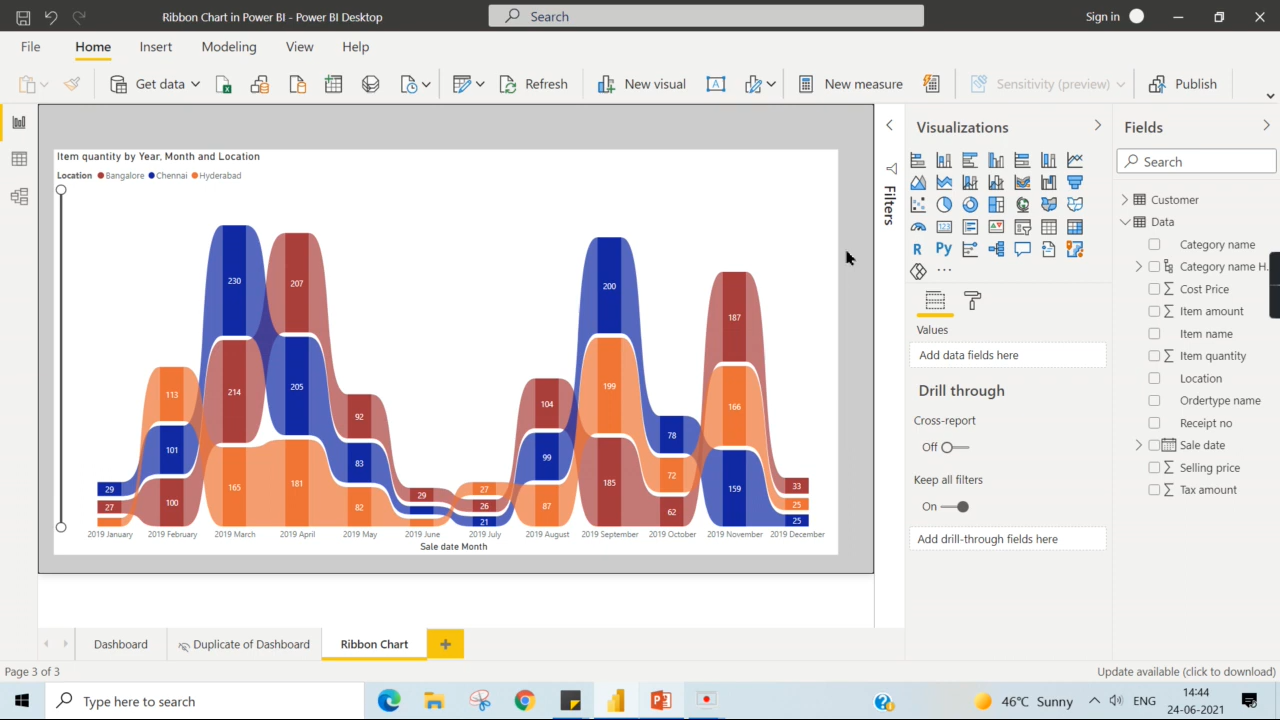 Ribbon Chart in Power BI - Power BI Desktop
Search
Sign in
File Home Insert Modeling View Help
Get data
Refresh
New visual
New measure
Sensitivity (preview)
Publish
Item quantity by Year, Month and Location
Location Bangalore Chennai Hyderabad
230
207
200
187
205
214
199
166
113
101
100
165
181
92
83
82
104
99
87
185
78
72
62
159
29
27
29
27
26
21
33
25
25
2019 January 2019 February 2019 March 2019 April 2019 May 2019 June 2019 July 2019 August 2019 September 2019 October 2019 November 2019 December
Sale date Month
Filters
Visualizations
R Py
Values
Add data fields here
Drill through
Cross-report
Off
Keep all filters
On
Add drill-through fields here
Fields
Search
Customer
Data
Category name
Category name H.
Cost Price
Item amount
Item name
Item quantity
Location
Ordertype name
Receipt no
Sale date
Selling price
Tax amount
Dashboard Duplicate of Dashboard Ribbon Chart
Page 3 of 3
Update available (click to download)
Type here to search
46°C Sunny
ENG
14:44
24-06-2021